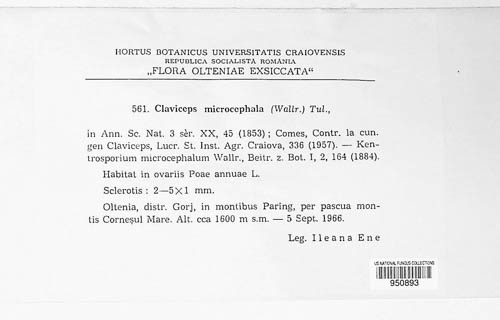 HORTUS BOTANICUS UNIVERSITATIS CRAIOVENSIS
REPUBLICA SOCIALISTĂ ROMÂNIA
„FLORA OLTENIAE EXSICCATA“
561. Claviceps microcephala (Wallr.) Tul.,
in Ann. Sc. Nat. 3 sèr. XX, 45 (1853) ; Comes, Contr. la cun.
gen Claviceps, Lucr. St. Inst. Agr. Craiova, 336 (1957). — Ken-
trosporium microcephalum Wallr., Beitr. z. Bot. I, 2, 164 (1884).
Habitat in ovariis Poae annuae L.
Sclerotis : 2—5×1 mm.
Oltenia, distr. Gorj, in montibus Paring, per pascua mon-
tis Corneşul Mare. Alt. cca 1600 m s.m. — 5 Sept. 1966.
Leg. Ileana Ene
US NATIONAL FUNGUS COLLECTIONS
950893